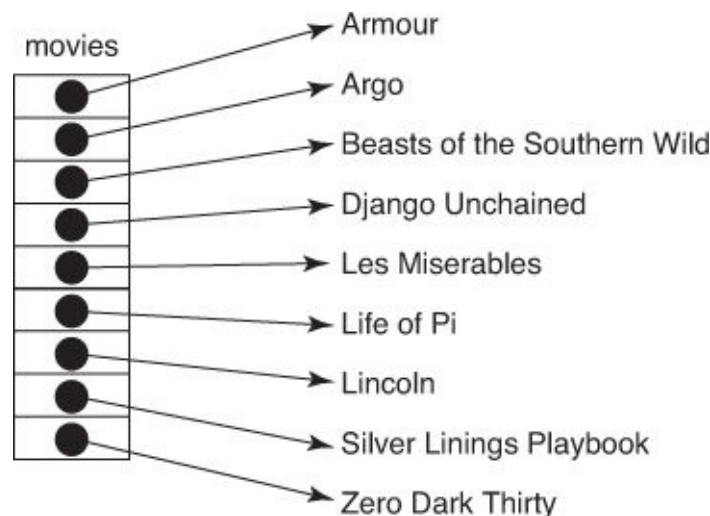 movies
Armour
Argo
Beasts of the Southern Wild
Django Unchained
Les Miserables
Life of Pi
Lincoln
Silver Linings Playbook
Zero Dark Thirty